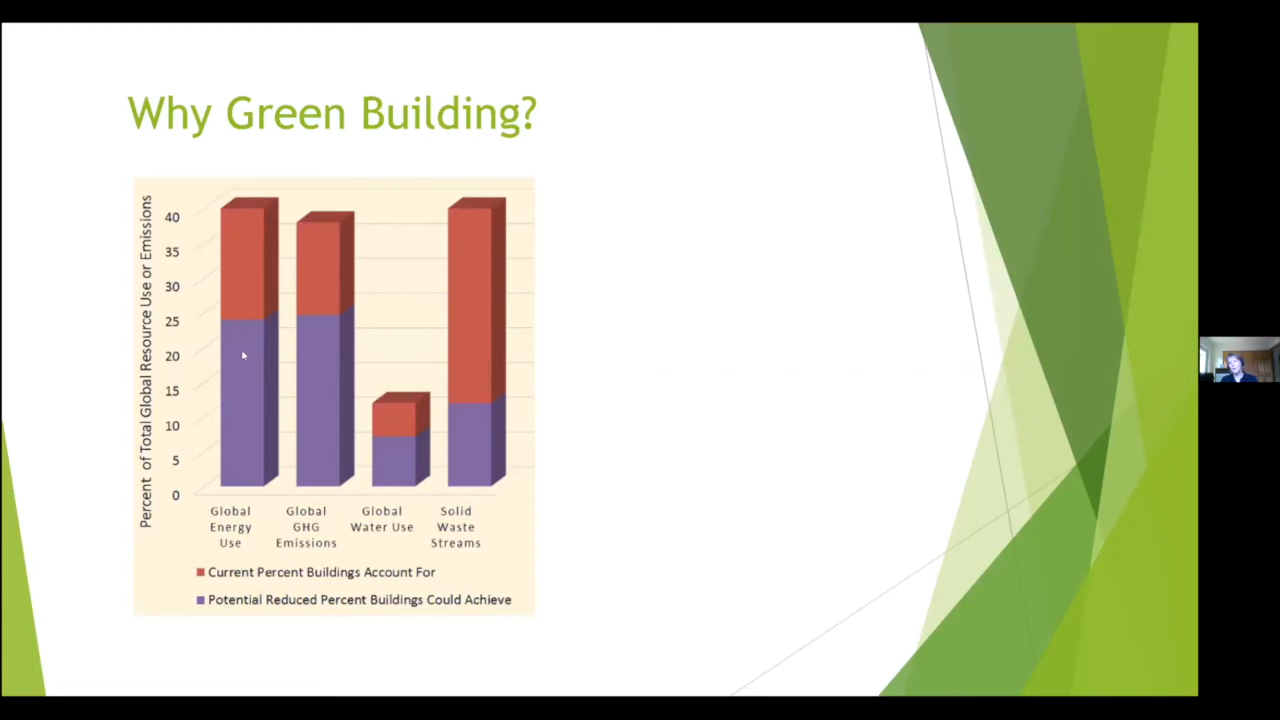 Why Green Building?
Percent of Total Global Resource Use or Emissions
40
35
30
25
20
15
10
5
0
Global
Energy
Use
Global
GHG
Emissions
Global
Water Use
Solid
Waste
Streams
Current Percent Buildings Account For
Potential Reduced Percent Buildings Could Achieve